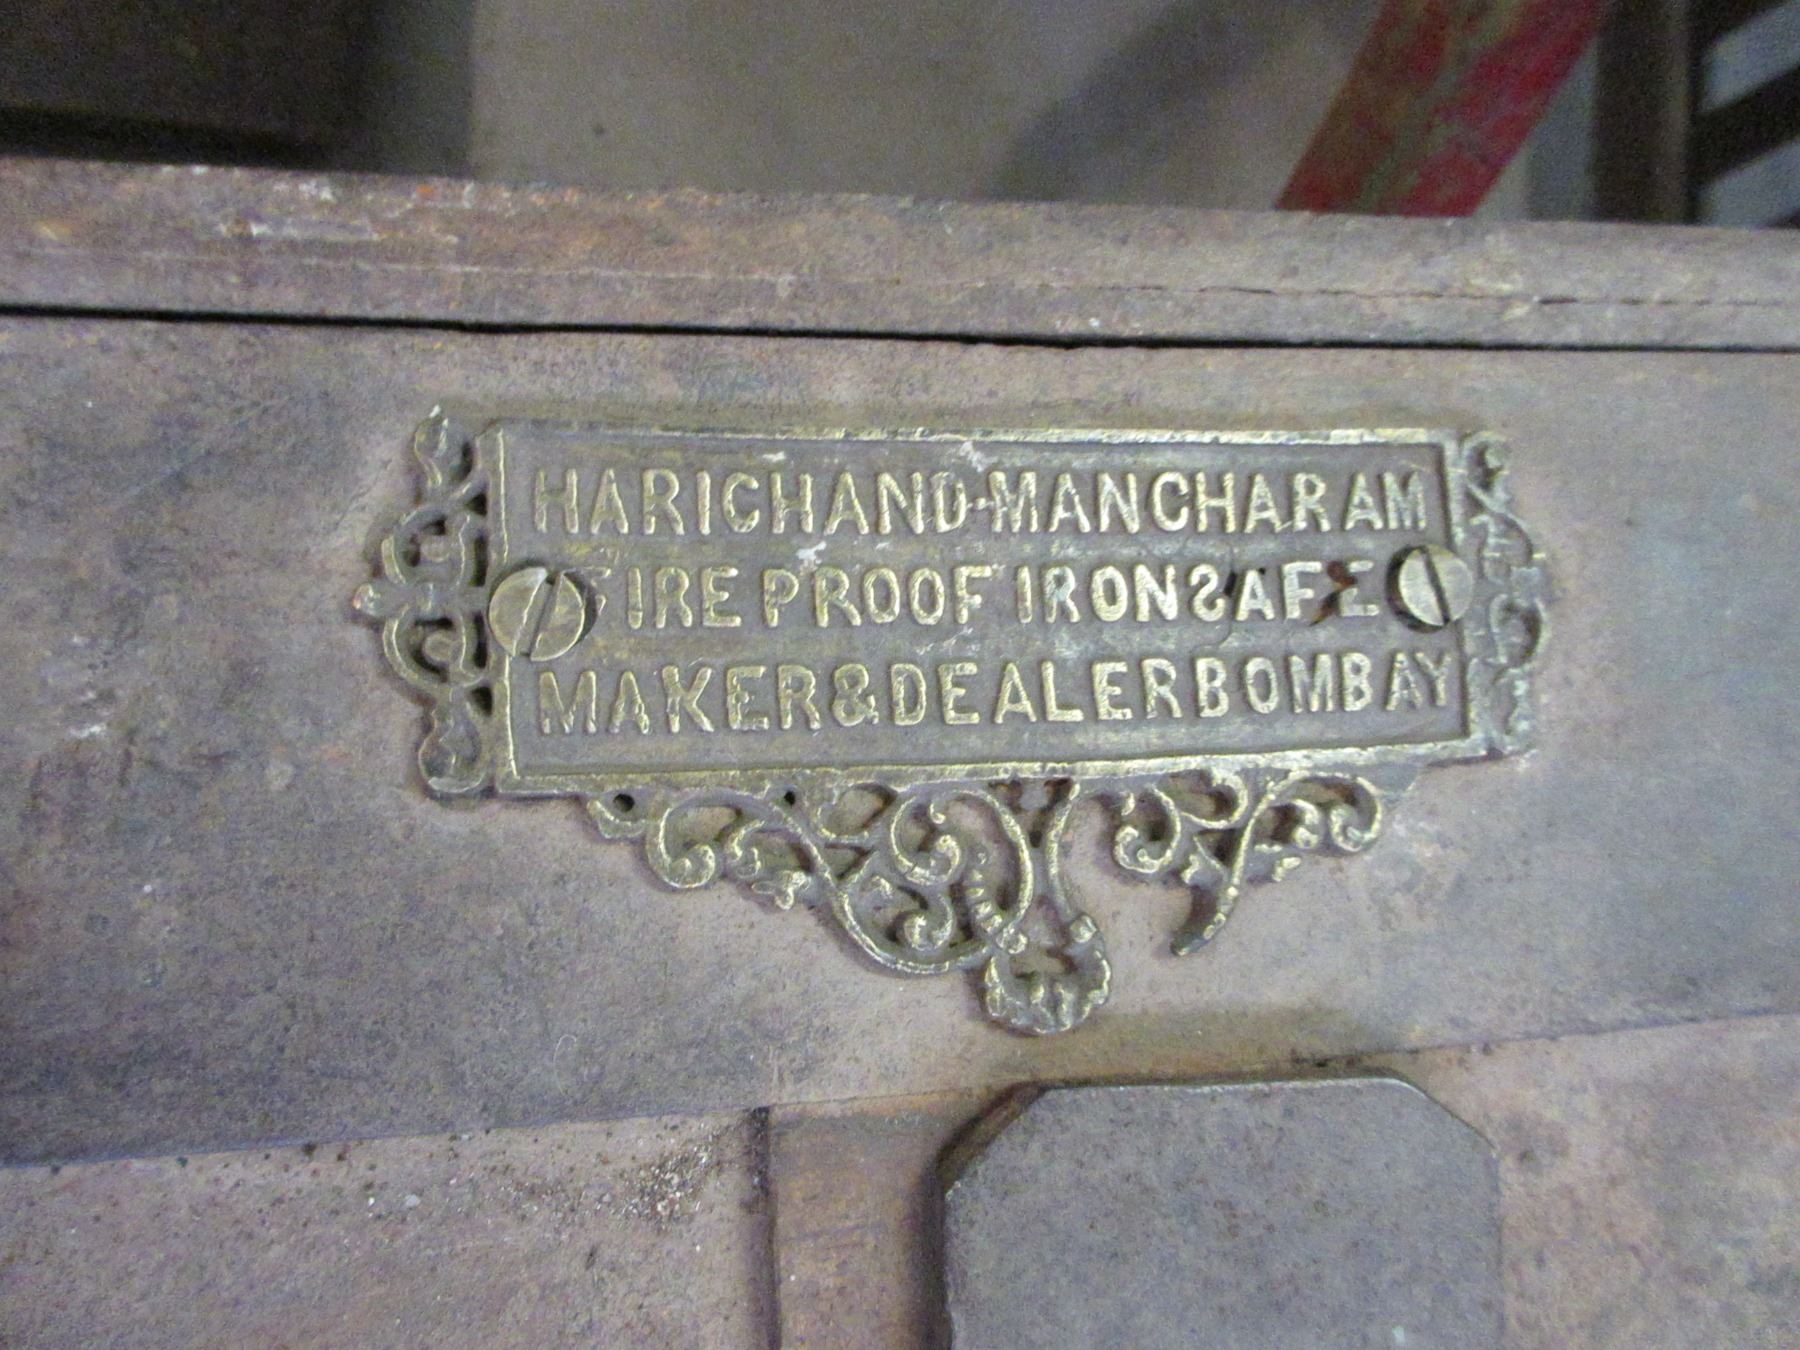 HARICHAND.MANCHARAM
FIRE PROOF IRON SAFE
MAKER & DEALER BOMBAY